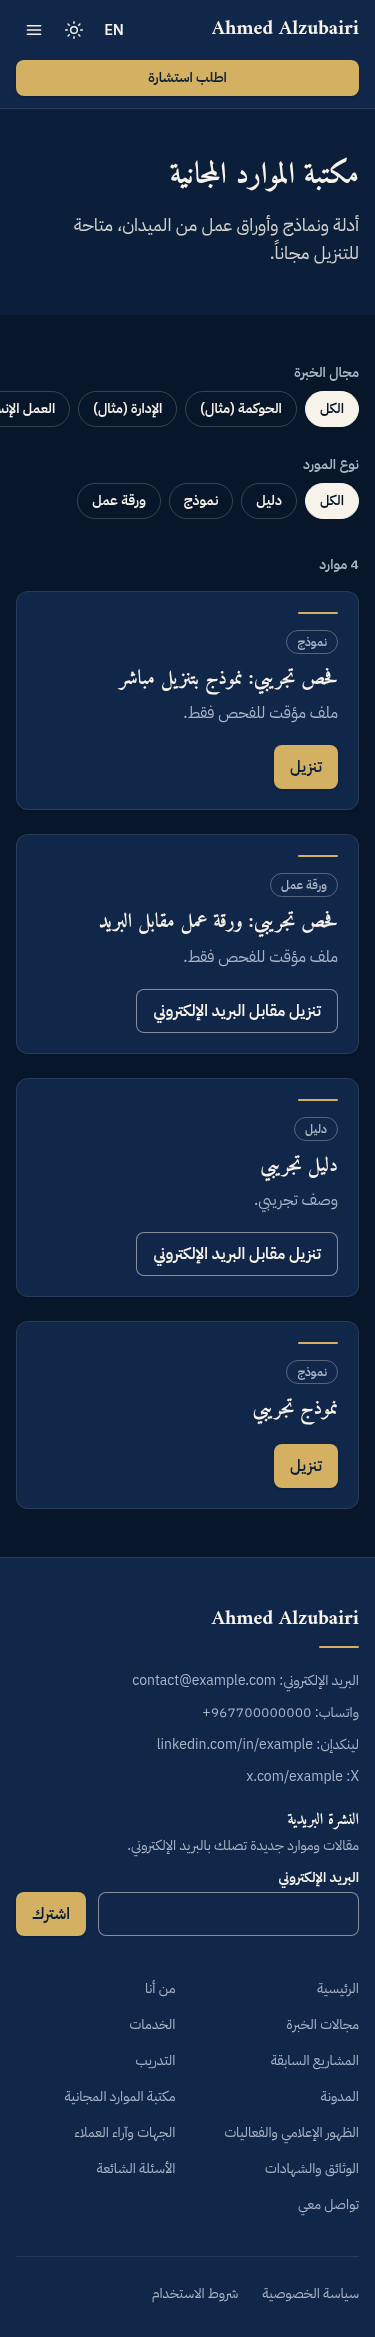 Ahmed Alzubairi
EN
اطلب استشارة
مكتبة الموارد المجانية
أدلة ونماذج وأوراق عمل من الميدان، متاحة
للتنزيل مجاناً.
مجال الخبرة
الكل
الحوكمة (مثال)
الإدارة (مثال)
العمل الإنس
نوع المورد
الكل
دليل
نموذج
ورقة عمل
4 موارد
نموذج
فحص تجريبي: نموذج بتنزيل مباشر
ملف مؤقت للفحص فقط.
تنزيل
ورقة عمل
فحص تجريبي: ورقة عمل مقابل البريد
ملف مؤقت للفحص فقط.
تنزيل مقابل البريد الإلكتروني
دليل
دليل تجريبي
وصف تجريبي.
تنزيل مقابل البريد الإلكتروني
نموذج
نموذج تجريبي
تنزيل
Ahmed Alzubairi
البريد الإلكتروني: contact@example.com
واتساب: +967700000000
لينكدإن: linkedin.com/in/example
X: x.com/example
النشرة البريدية
مقالات وموارد جديدة تصلك بالبريد الإلكتروني.
البريد الإلكتروني
اشترك
الرئيسية
من أنا
مجالات الخبرة
الخدمات
المشاريع السابقة
التدريب
المدونة
مكتبة الموارد المجانية
الظهور الإعلامي والفعاليات
الجهات وآراء العملاء
الوثائق والشهادات
الأسئلة الشائعة
تواصل معي
سياسة الخصوصية
شروط الاستخدام